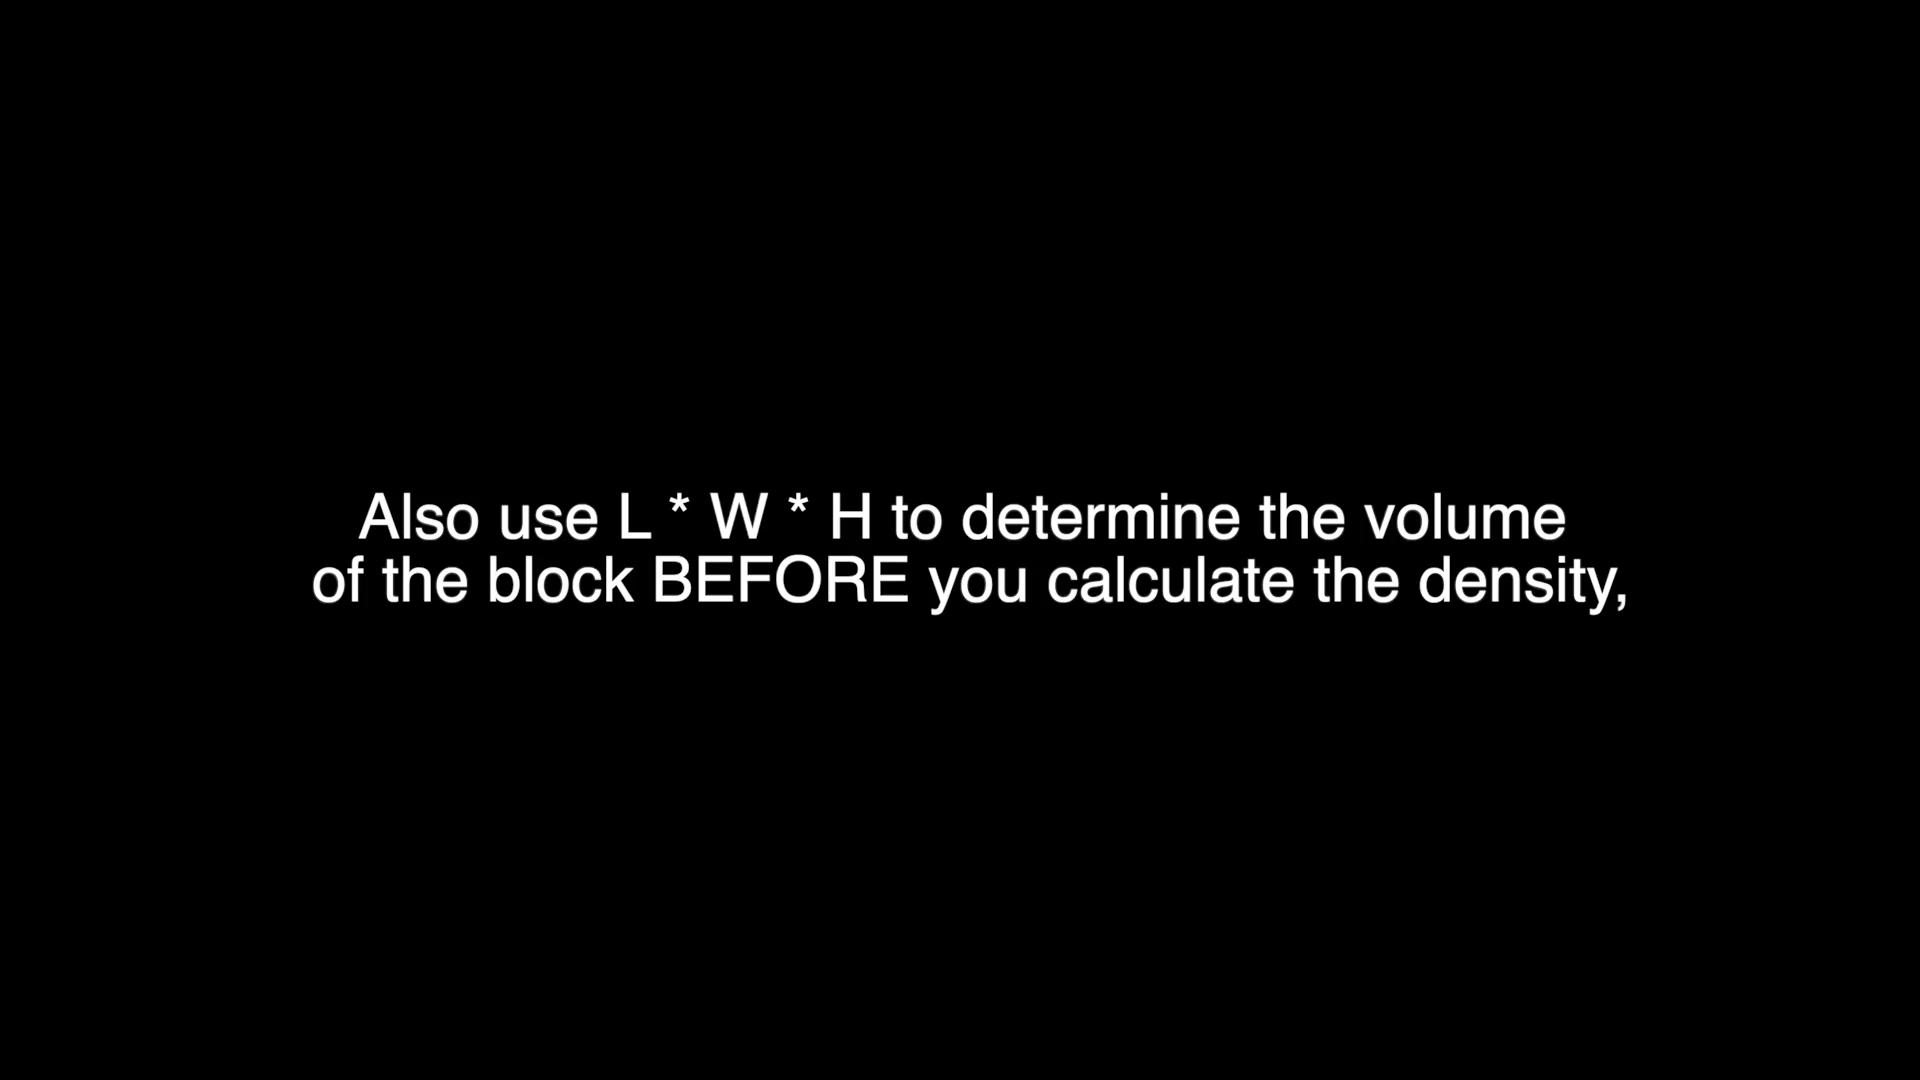 Also use L * W * H to determine the volume
of the block BEFORE you calculate the density,